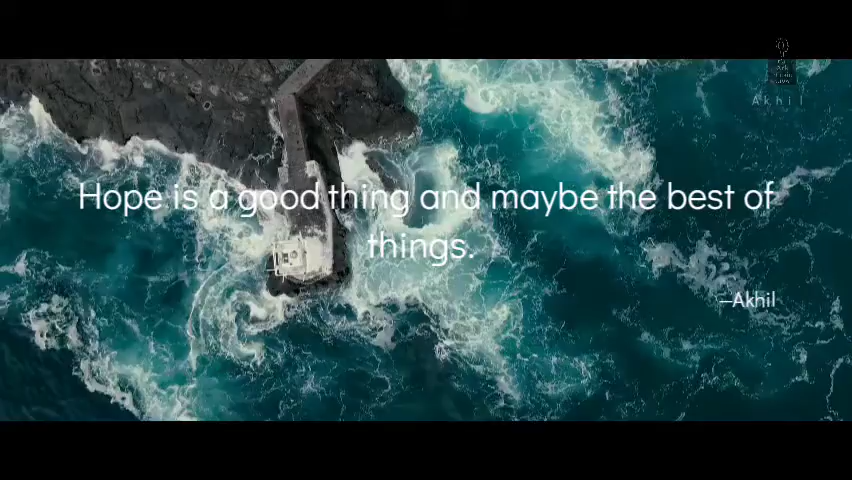 Akhil
Hope is a good thing and maybe the best of
things.
—Akhil